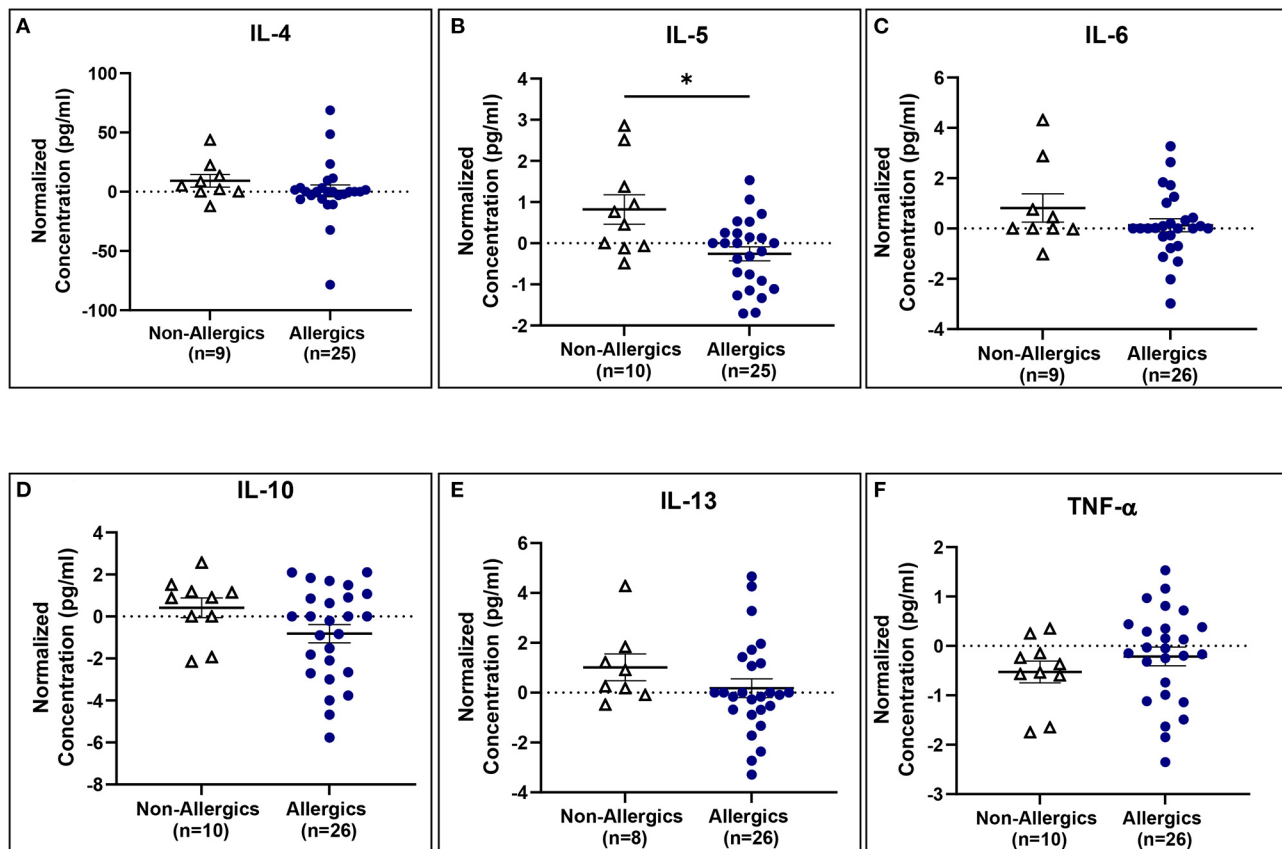 A
IL-4
Normalized
Concentration (pg/ml)
100
50
0
-50
-100
Non-Allergics
(n=9)
Allergics
(n=25)
B
IL-5
Normalized
Concentration (pg/ml)
4
3
2
1
0
-1
-2
*
Non-Allergics
(n=10)
Allergics
(n=25)
C
IL-6
Normalized
Concentration (pg/ml)
6
4
2
0
-2
-4
Non-Allergics
(n=9)
Allergics
(n=26)
D
IL-10
Normalized
Concentration (pg/ml)
4
2
0
-2
-4
-6
-8
Non-Allergics
(n=10)
Allergics
(n=26)
E
IL-13
Normalized
Concentration (pg/ml)
6
4
2
0
-2
-4
Non-Allergics
(n=8)
Allergics
(n=26)
F
TNF-α
Normalized
Concentration (pg/ml)
2
1
0
-1
-2
-3
Non-Allergics
(n=10)
Allergics
(n=26)